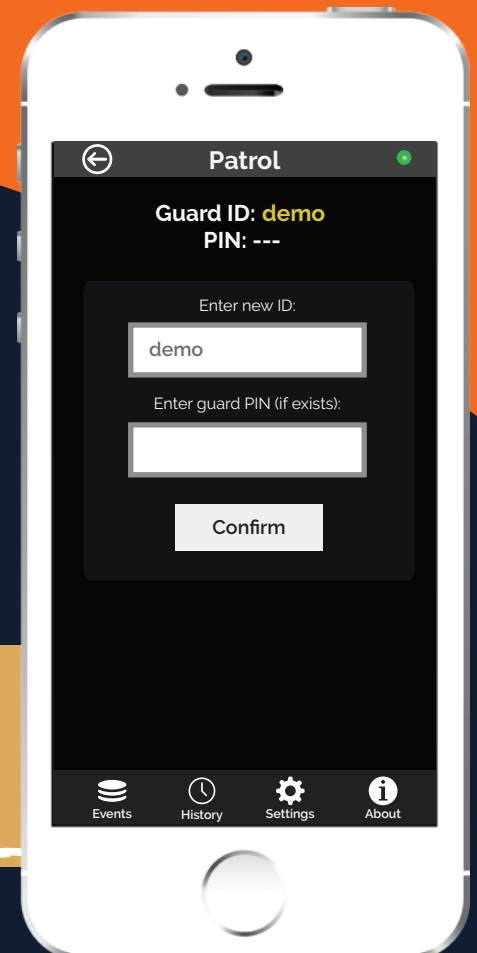 Patrol
Guard ID: demo
PIN: ---
Enter new ID:
demo
Enter guard PIN (if exists):
Confirm
Events History Settings About